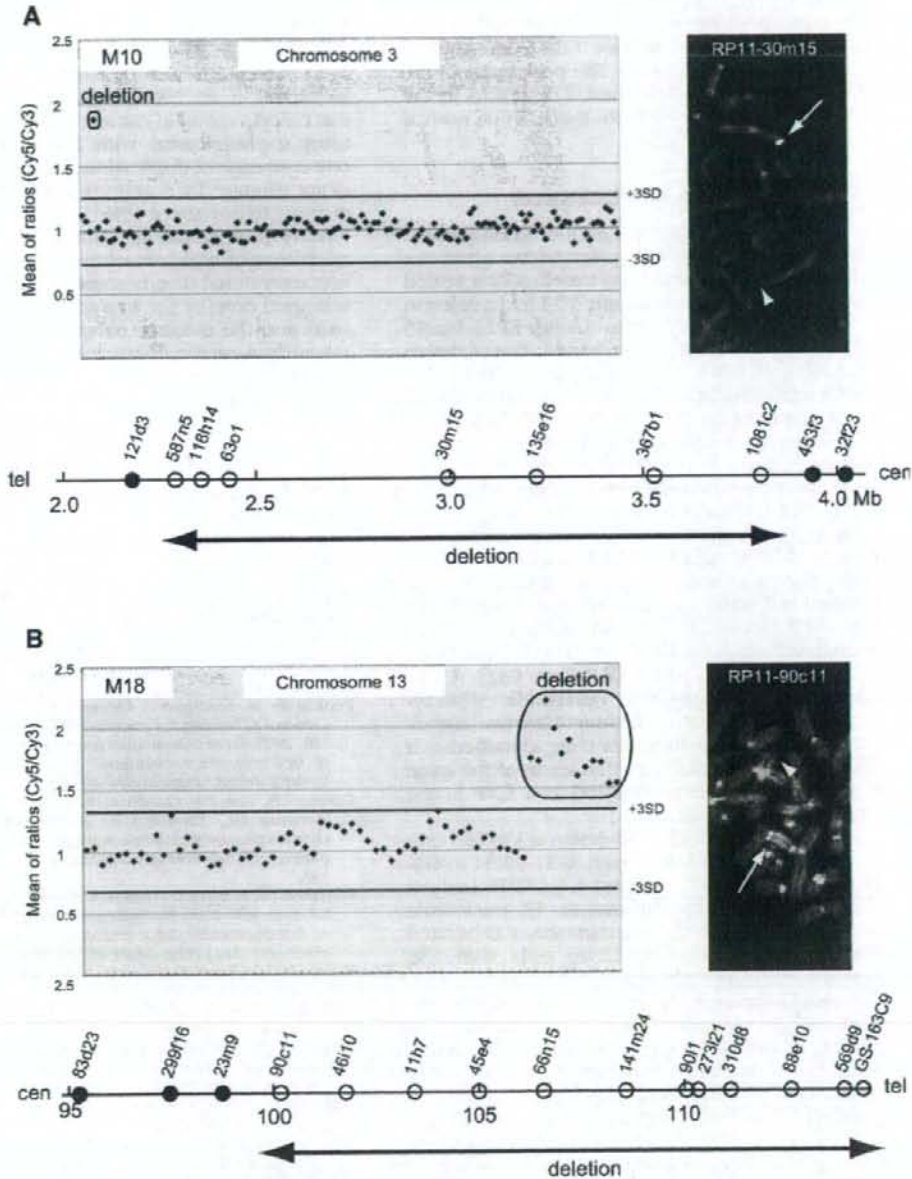 A
2.5
M10
Chromosome 3
RP11-30m15
deletion
2
1.5
+3SD
1
-3SD
0.5
Mean of ratios (Cy5/Cy3)
121d3
587n5
116h14
63o1
30m15
135e16
367b1
1081c2
453f3
32f23
tel
cen
2.0
2.5
3.0
3.5
4.0 Mb
deletion
B
2.5
M18
Chromosome 13
deletion
RP11-90c11
2
1.5
+3SD
1
-3SD
0.5
2.5
Mean of ratios (Cy5/Cy3)
83d23
299f16
23m9
90c11
46i10
11h7
45e4
66n15
141m24
90l1
273l21
310d8
88e10
569d9
GS-163C9
cen
tel
95
100
105
110
deletion